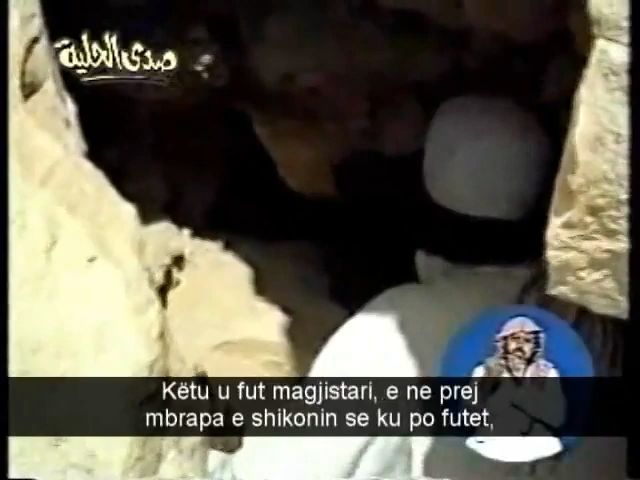 صدى الحلية
Këtu u fut magjistari, e ne prej
mbrapa e shikonin se ku po futet,